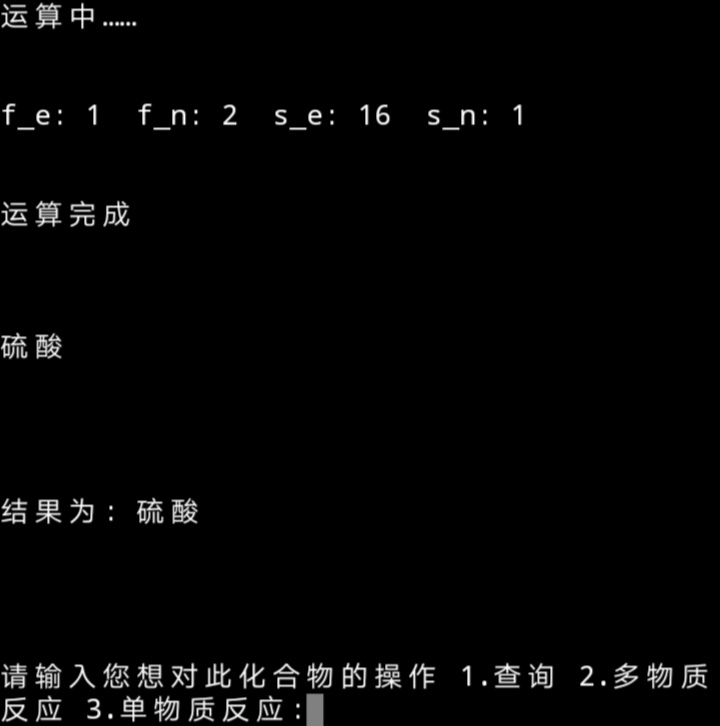 运算中……
f_e: 1  f_n: 2  s_e: 16  s_n: 1
运算完成
硫酸
结果为: 硫酸
请输入您想对此化合物的操作 1.查询 2.多物质
反应 3.单物质反应: